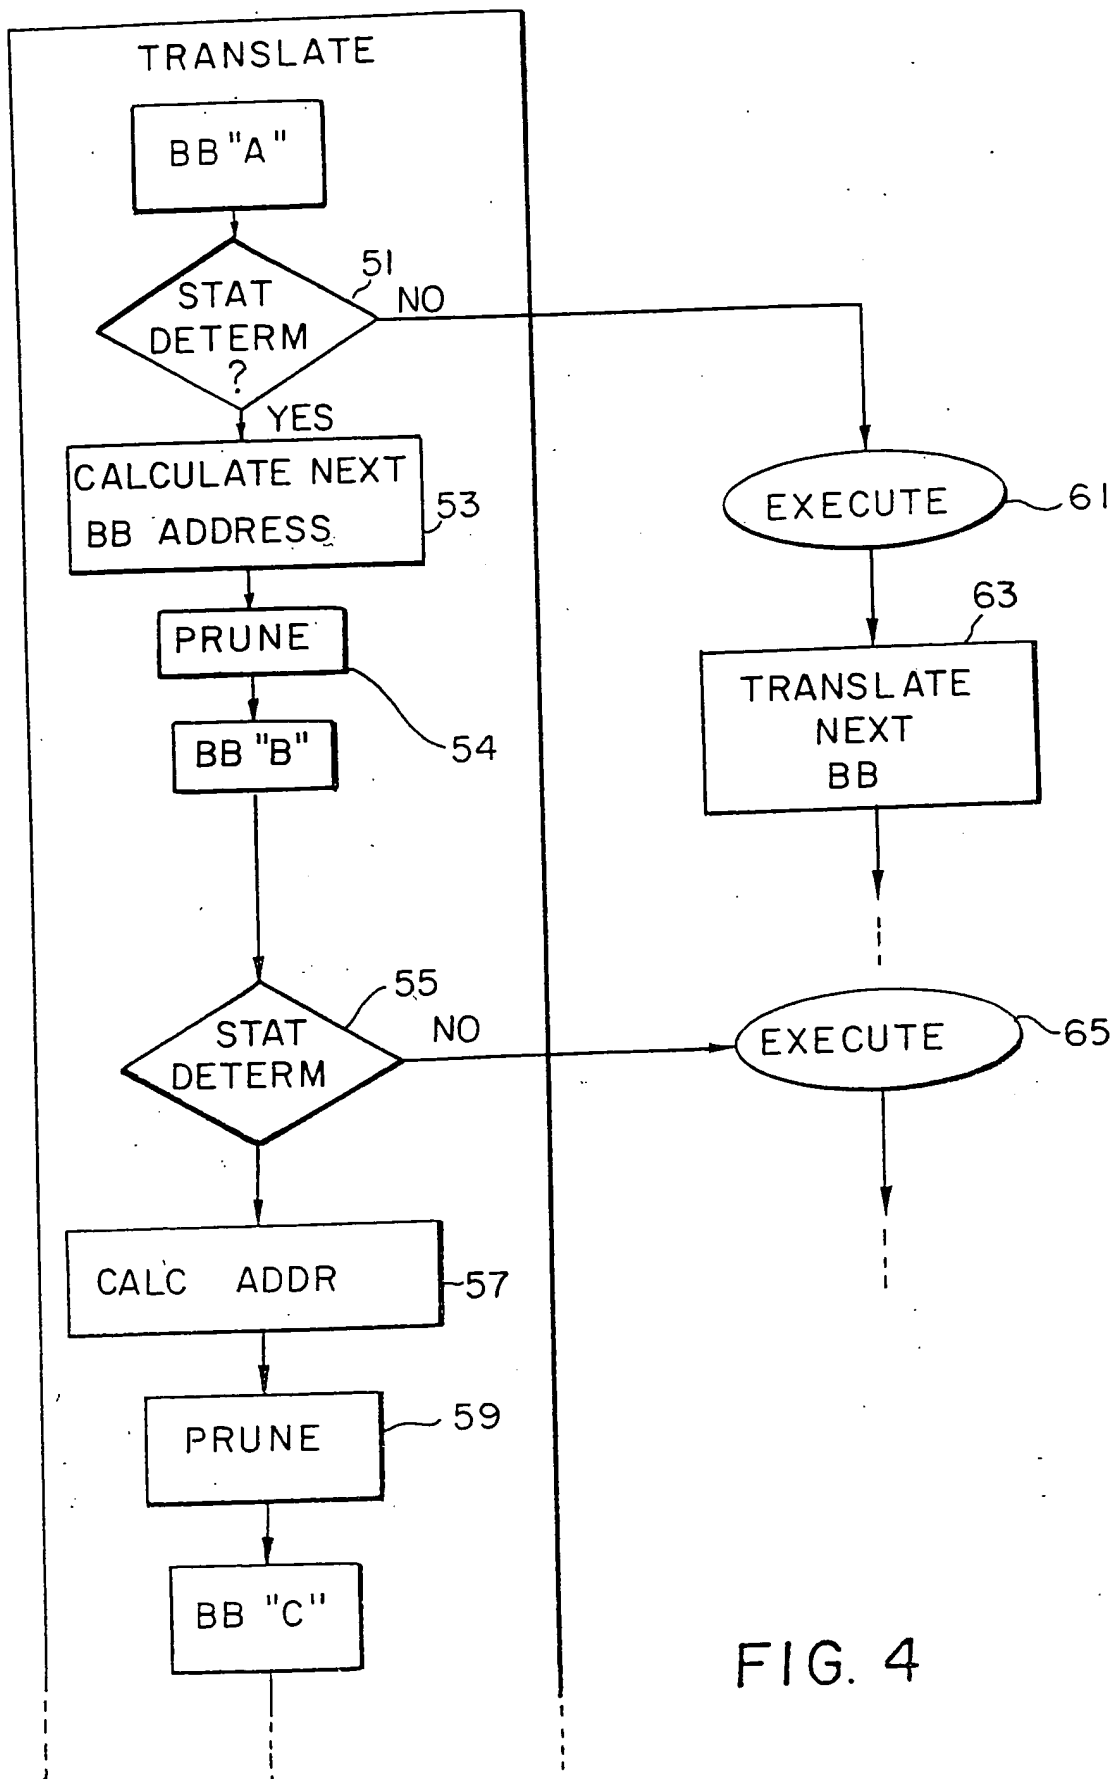 TRANSLATE
BB "A"
51
STAT
DETERM
?
NO
YES
CALCULATE NEXT
BB ADDRESS
53
PRUNE
54
BB "B"
55
STAT
DETERM
NO
CALC ADDR
57
PRUNE
59
BB "C"
EXECUTE
61
63
TRANSLATE
NEXT
BB
EXECUTE
65
FIG. 4